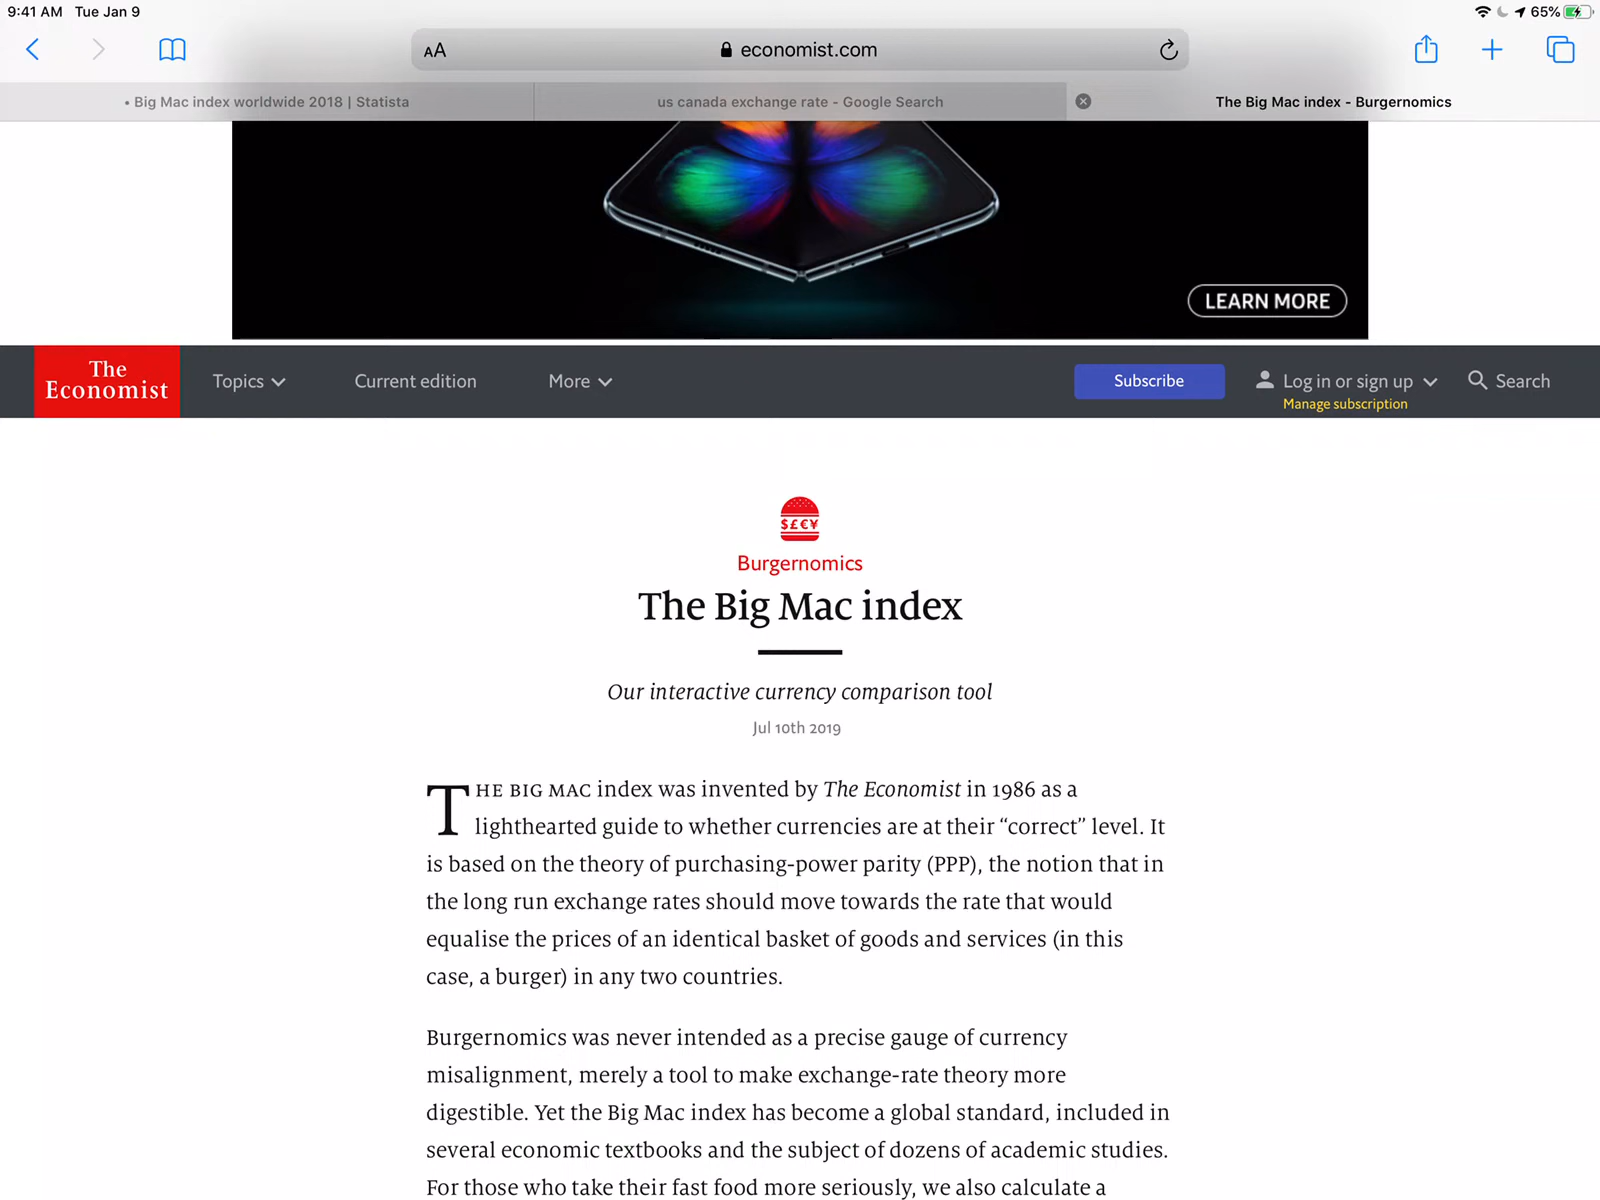 9:41 AM Tue Jan 9
65%
AA
economist.com
• Big Mac index worldwide 2018 | Statista
us canada exchange rate - Google Search
The Big Mac index - Burgernomics
LEARN MORE
The
Economist
Topics
Current edition
More
Subscribe
Log in or sign up
Manage subscription
Search
$£€¥
Burgernomics
The Big Mac index
Our interactive currency comparison tool
Jul 10th 2019
THE BIG MAC index was invented by The Economist in 1986 as a
lighthearted guide to whether currencies are at their “correct” level. It
is based on the theory of purchasing-power parity (PPP), the notion that in
the long run exchange rates should move towards the rate that would
equalise the prices of an identical basket of goods and services (in this
case, a burger) in any two countries.
Burgernomics was never intended as a precise gauge of currency
misalignment, merely a tool to make exchange-rate theory more
digestible. Yet the Big Mac index has become a global standard, included in
several economic textbooks and the subject of dozens of academic studies.
For those who take their fast food more seriously, we also calculate a